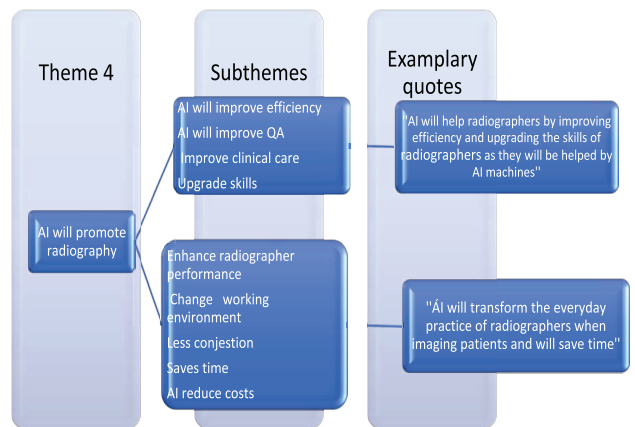 Theme 4
Subthemes
Examplary
quotes
AI will promote
radiography
AI will improve efficiency
AI will improve QA
Improve clinical care
Upgrade skills
"AI will help radiographers by improving
efficiency and upgrading the skills of
radiographers as they will be helped by
AI machines"
Enhance radiographer
performance
Change working
environment
Less conjestion
Saves time
AI reduce costs
"ÁI will transform the everyday
practice of radiographers when
imaging patients and will save time"